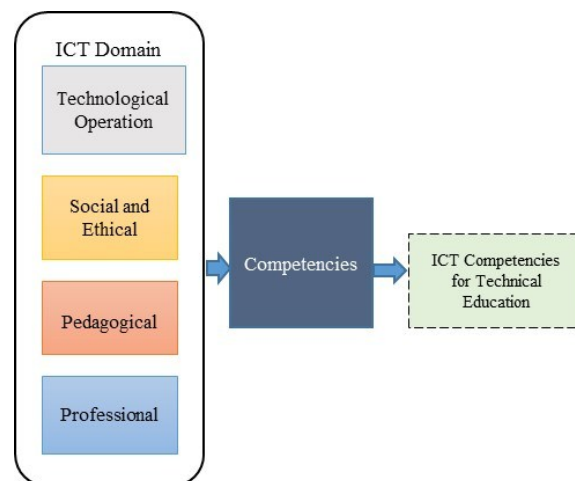 ICT Domain
Technological
Operation
Social and
Ethical
Pedagogical
Professional
Competencies
ICT Competencies
for Technical
Education